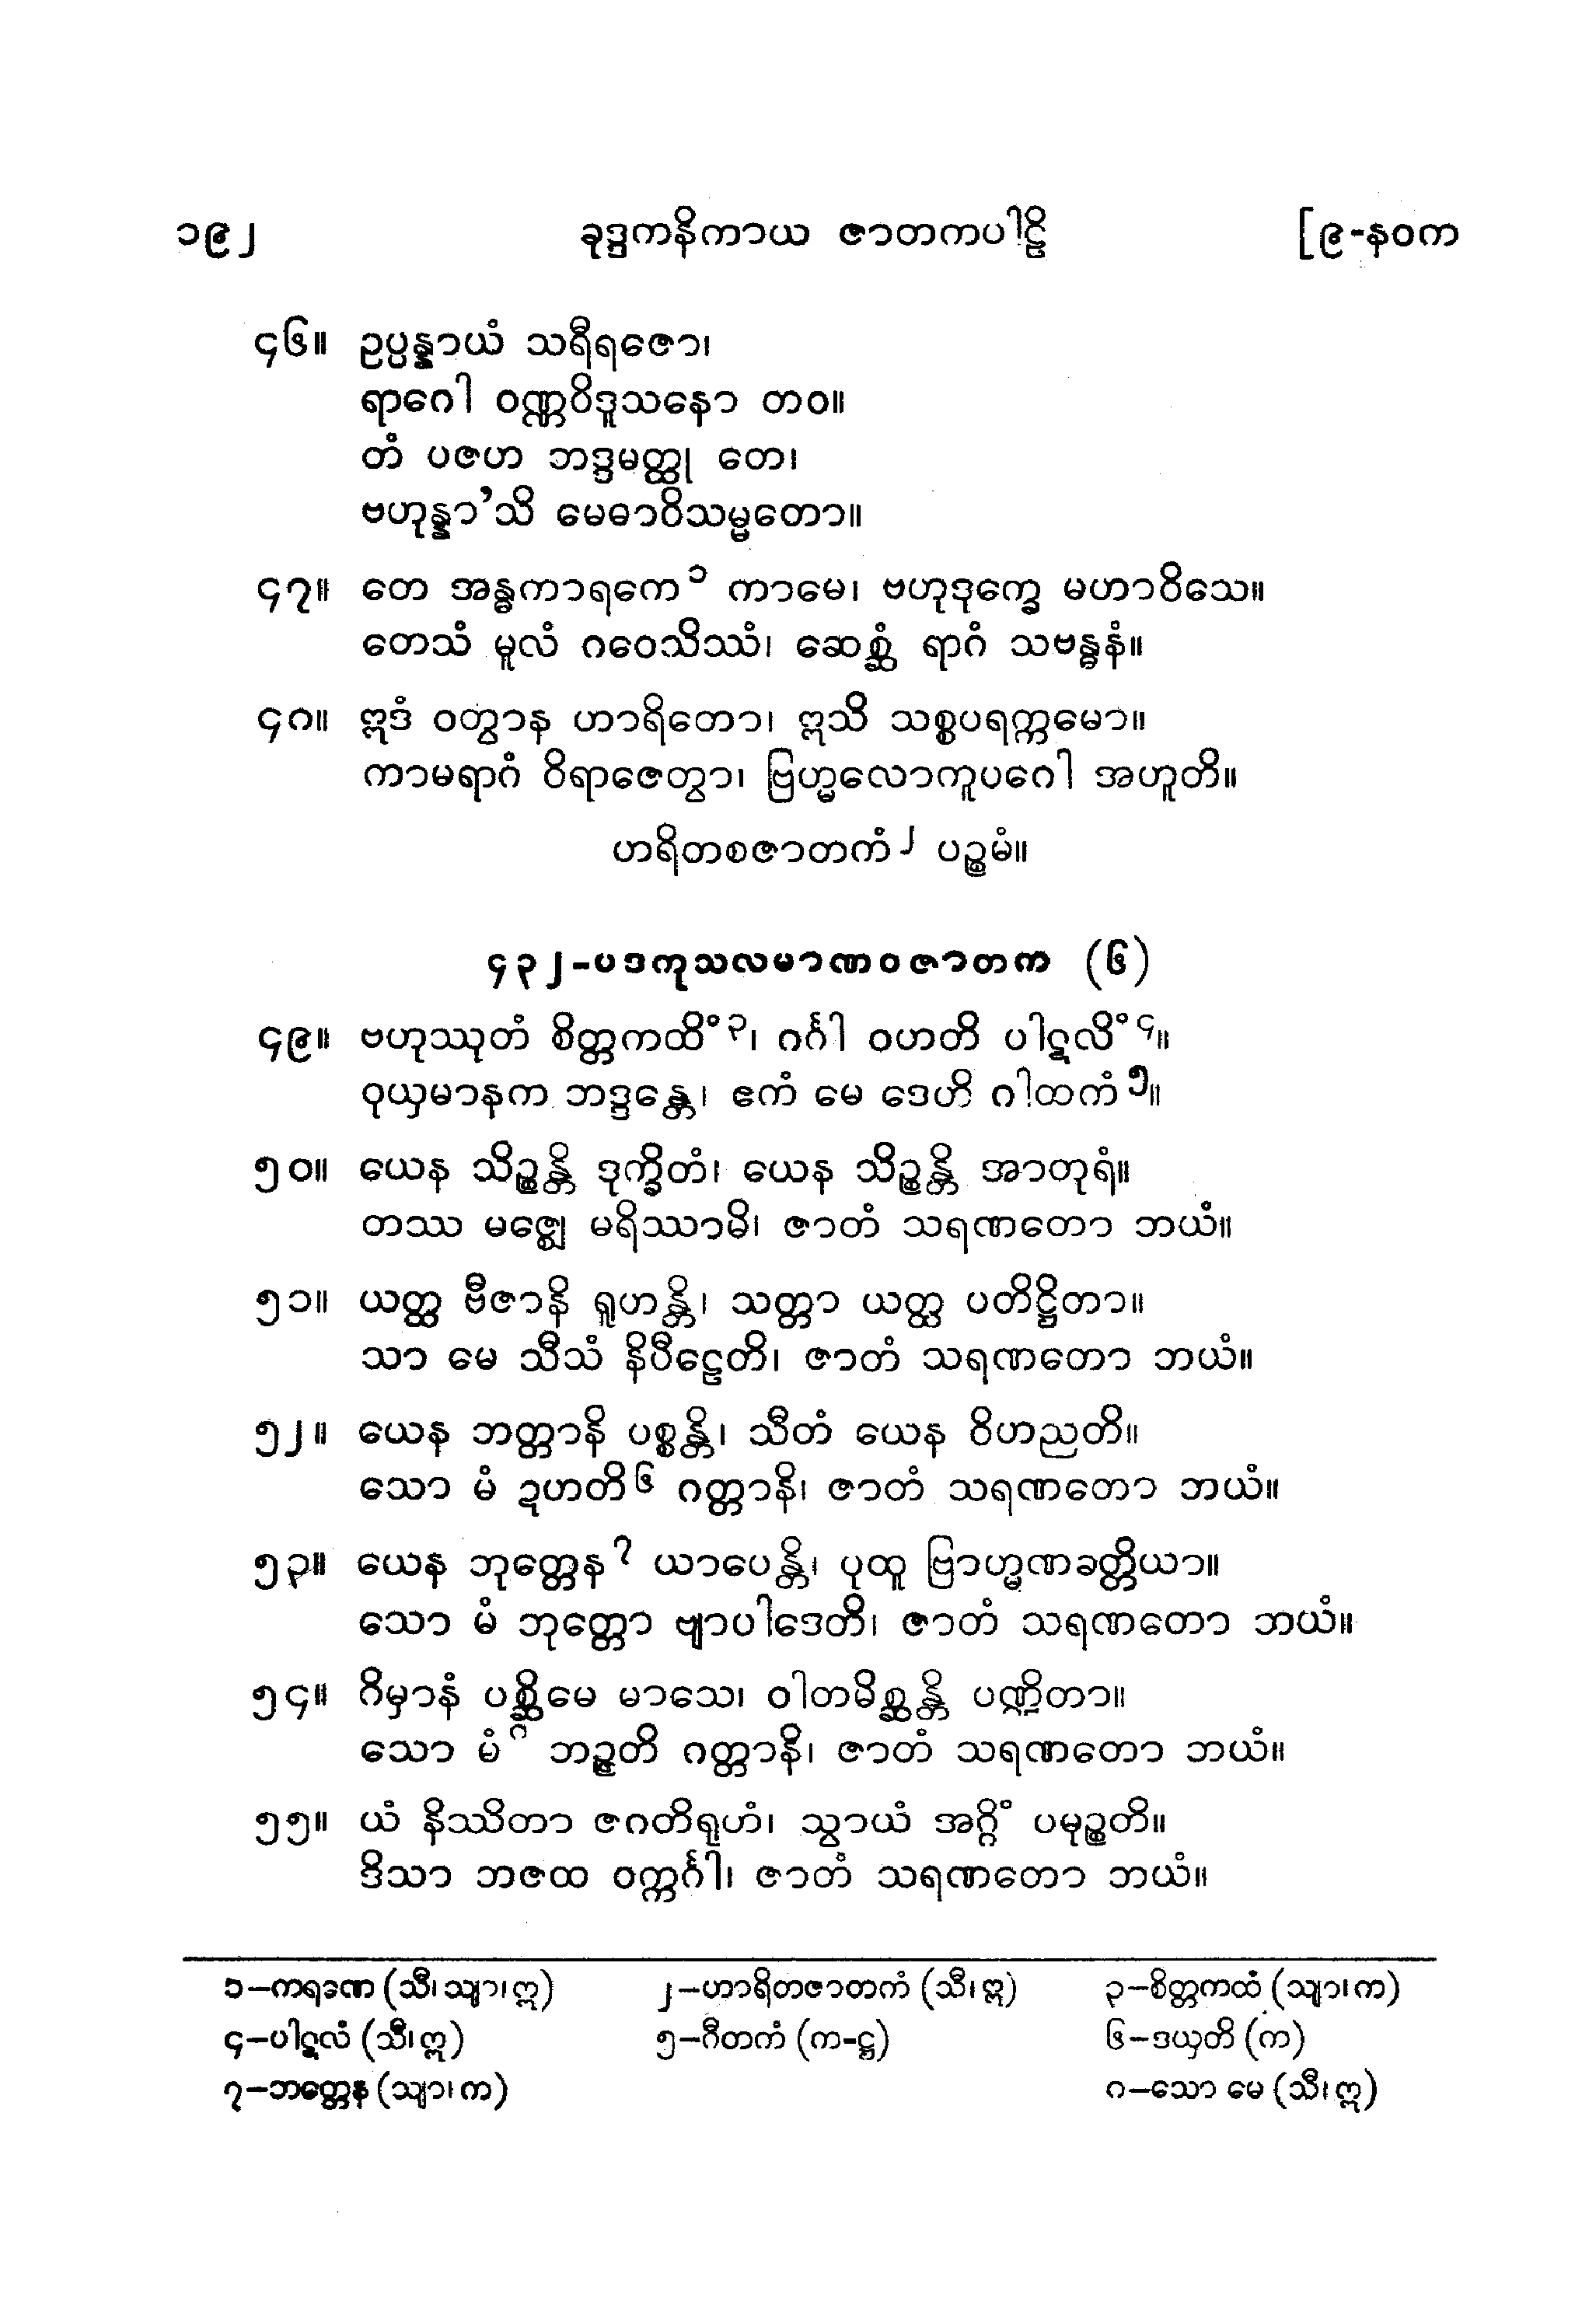 ၁၉၂ ခုဒ္ဒကနိကာယ ဇာတကပါဠိ [၉-နဝက
၄၆။ ဥပ္ပန္နာယံ သရီရဇော၊
ရာဂေါ ဝဏ္ဏဝိဒူသနော တဝ။
တံ ပဇဟ ဘဒ္ဒမတ္ထု တေ၊
ဗဟုန္နာ’သိ မေဓာဝိသမ္မတော။
၄၇။ တေ အန္ဓကာရကေ ၁ ကာမေ၊ ဗဟုဒုက္ခေ မဟာဝိသေ။
တေသံ မူလံ ဂဝေသိဿံ၊ ဆေစ္ဆံ ရာဂံ သဗန္ဓနံ။
၄၈။ ဣဒံ ဝတွာန ဟာရိတော၊ ဣသိ သစ္စပရက္ကမော။
ကာမရာဂံ ဝိရာဇေတွာ၊ ဗြဟ္မလောကူပဂေါ အဟူတိ။
ဟရိတစဇာတကံ ၂ ပဉ္စမံ။
၄၃၂-ပဒကုသလမာဏဝဇာတက (၆)
၄၉။ ဗဟုဿုတံ စိတ္တကထိံ ၃၊ ဂင်္ဂါ ဝဟတိ ပါဋလိံ ၄။
ဝုယှမာနက ဘဒ္ဒန္တေ၊ ဧကံ မေ ဒေဟိ ဂါထကံ ၅။
၅၀။ ယေန သိဉ္စန္တိ ဒုက္ခိတံ၊ ယေန သိဉ္စန္တိ အာတုရံ။
တဿ မဇ္ဈေ မရိဿာမိ၊ ဇာတံ သရဏတော ဘယံ။
၅၁။ ယတ္ထ ဗီဇာနိ ရူဟန္တိ၊ သတ္တာ ယတ္ထ ပတိဋ္ဌိတာ။
သာ မေ သီသံ နိပီဠေတိ၊ ဇာတံ သရဏတော ဘယံ။
၅၂။ ယေန ဘတ္တာနိ ပစ္စန္တိ၊ သီတံ ယေန ဝိဟညတိ။
သော မံ ဍဟတိ ၆ ဂတ္တာနိ၊ ဇာတံ သရဏတော ဘယံ။
၅၃။ ယေန ဘုတ္တေန ၇ ယာပေန္တိ၊ ပုထူ ဗြာဟ္မဏခတ္တိယာ။
သော မံ ဘုတ္တော ဗျာပါဒေတိ၊ ဇာတံ သရဏတော ဘယံ။
၅၄။ ဂိမှာနံ ပစ္ဆိမေ မာသေ၊ ဝါတမိစ္ဆန္တိ ပဏ္ဍိတာ။
သော မံ ၈ ဘဉ္ဇတိ ဂတ္တာနိ၊ ဇာတံ သရဏတော ဘယံ။
၅၅။ ယံ နိဿိတာ ဇဂတိရုဟံ၊ သွာယံ အဂ္ဂိံ ပမုဉ္စတိ။
ဒိသာ ဘဇထ ဝက္ကင်္ဂါ၊ ဇာတံ သရဏတော ဘယံ။
၁–ကရဒဏ (သီ၊ သျာ၊ ဣ) ၂–ဟာရိတဇာတကံ (သီ၊ ဣ) ၃–စိတ္တကထံ (သျာ၊ က)
၄–ပါဋလံ (သီ၊ ဣ) ၅–ဂီတကံ (က-ဋ္ဌ) ၆–ဒယှတိ (က)
၇–ဘတ္တေန (သျာ၊ က) ၈–သော မေ (သီ၊ ဣ)